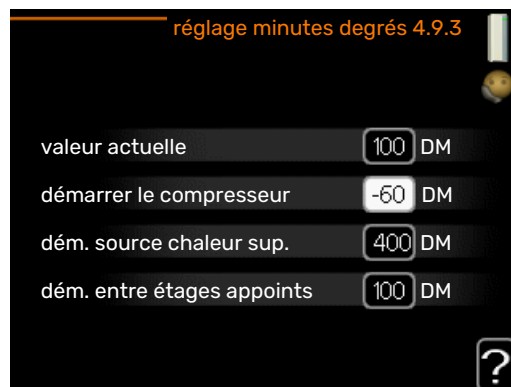 réglage minutes degrés 4.9.3
valeur actuelle 100 DM
démarrer le compresseur -60 DM
dém. source chaleur sup. 400 DM
dém. entre étages appoints 100 DM
?